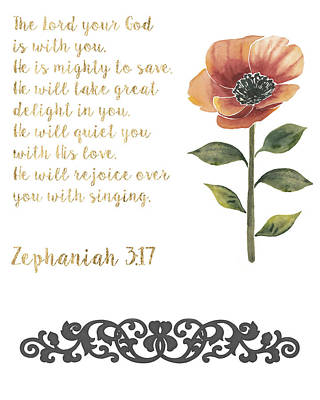 The Lord your God
is with you.
He is mighty to save.
He will take great
delight in you.
He will quiet you
with His love.
He will rejoice over
you with singing.
Zephaniah 3:17